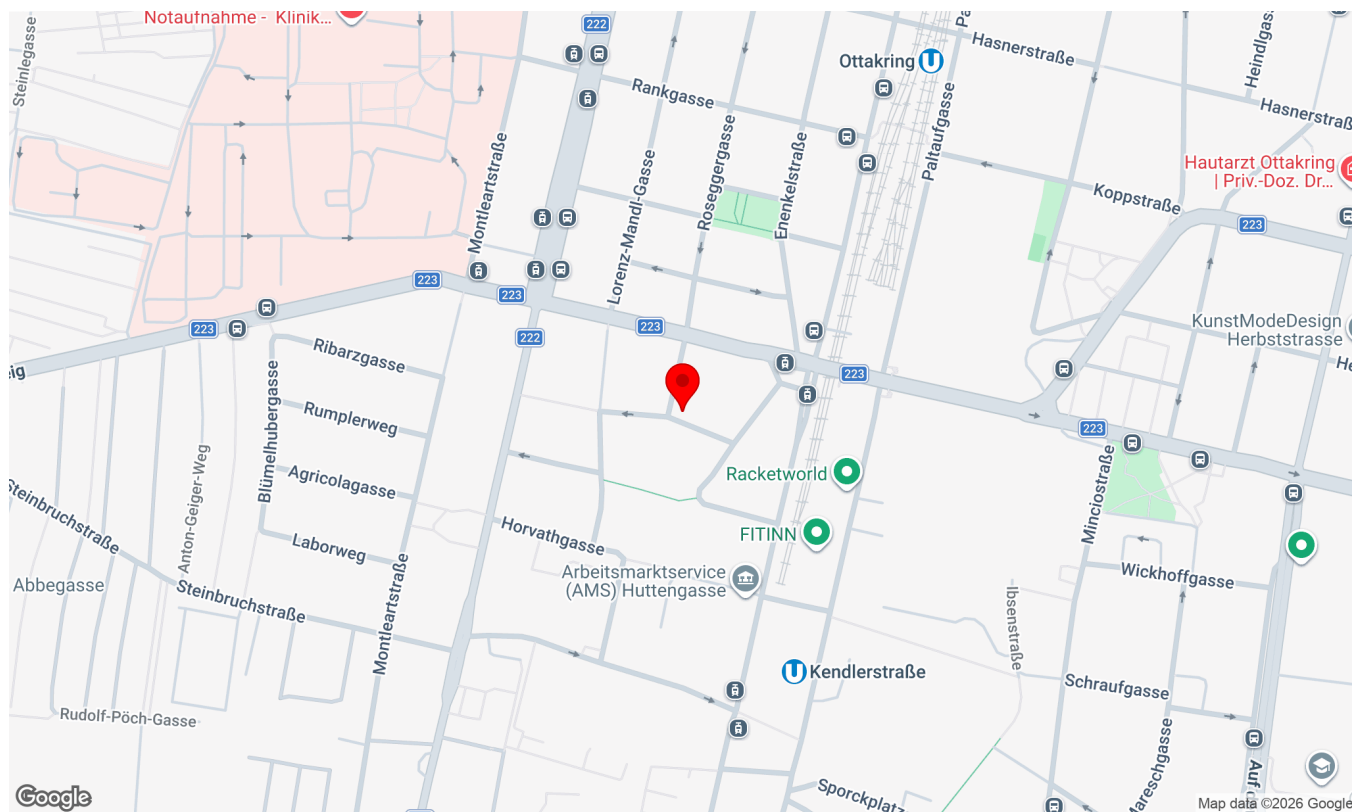 Notaufnahme - Klinik...
222
Ottakring
Hasnerstraße
Heindlgasse
Steinlegasse
Rankgasse
Hasnerstraße
Paltaufgasse
Montleartstraße
Lorenz-Mandl-Gasse
Roseggergasse
Enenkelstraße
Hautarzt Ottakring
| Priv.-Doz. Dr...
Koppstraße
223
223
223
223
223
222
KunstModeDesign
Herbststrasse
Ribarzgasse
223
Blümelhubergasse
Rumplerweg
223
Agricolagasse
Anton-Geiger-Weg
Racketworld
Minciostraße
Steinbruchstraße
Horvathgasse
FITINN
Laborweg
Arbeitsmarktservice
(AMS) Huttengasse
Wickhoffgasse
Abbegasse
Steinbruchstraße
Montleartstraße
Ibsenstraße
Kendlerstraße
Schraufgasse
Rudolf-Pöch-Gasse
Mareschgasse
Sporckplatz
Google
Map data ©2026 Google